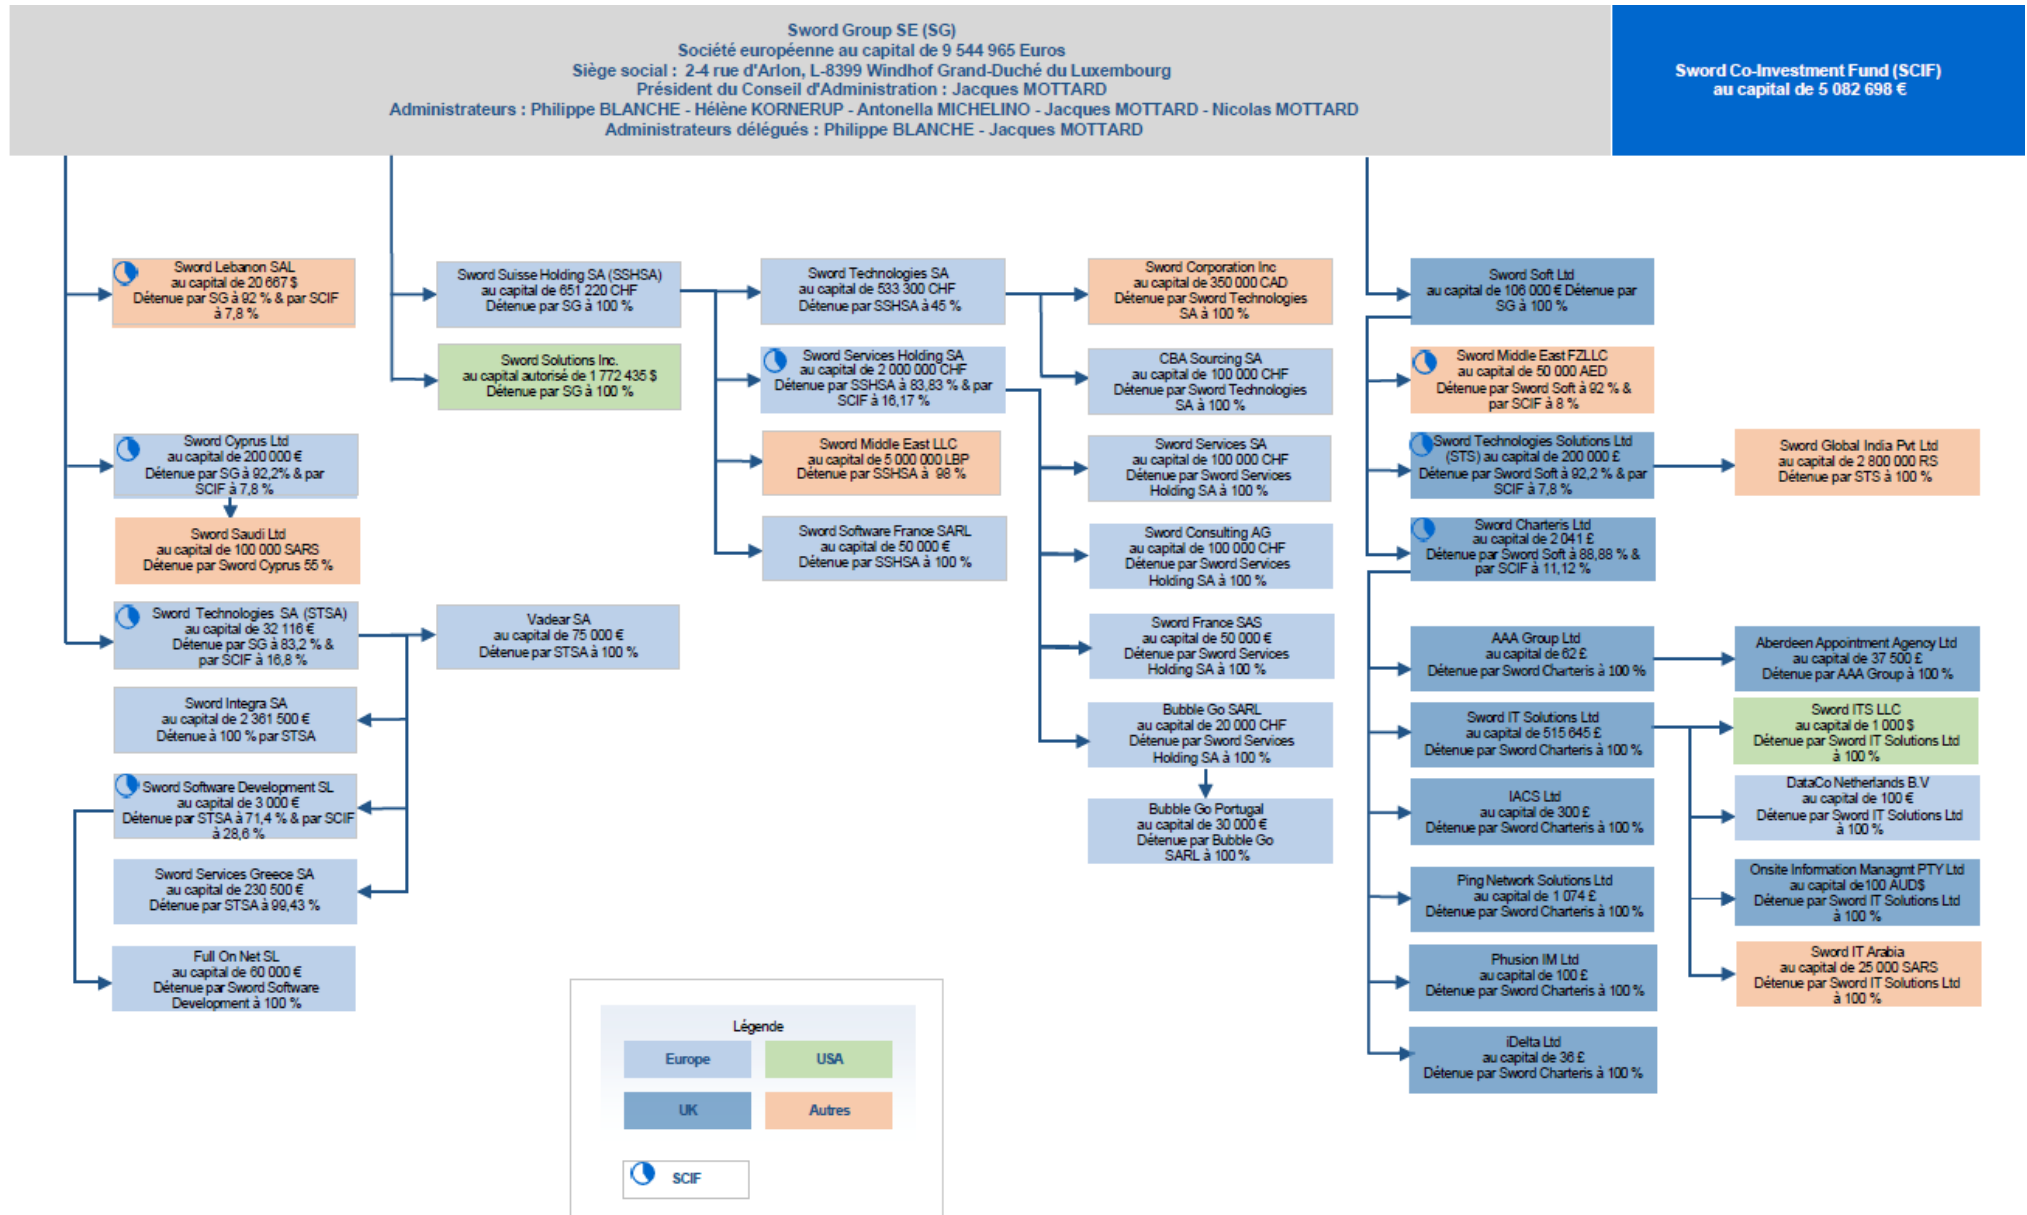 Sword Group SE (SG)
Société européenne au capital de 9 544 965 Euros
Siège social : 2-4 rue d'Arlon, L-8399 Windhof Grand-Duché du Luxembourg
Président du Conseil d'Administration : Jacques MOTTARD
Administrateurs : Philippe BLANCHE - Hélène KORNERUP - Antonella MICHELINO - Jacques MOTTARD - Nicolas MOTTARD
Administrateurs délégués : Philippe BLANCHE - Jacques MOTTARD
Sword Co-Investment Fund (SCIF)
au capital de 5 082 698 €
Sword Lebanon SAL
au capital de 20 667 $
Détenue par SG à 92 % & par SCIF
à 7,8 %
Sword Cyprus Ltd
au capital de 200 000 €
Détenue par SG à 92,2% & par
SCIF à 7,8 %
Sword Saudi Ltd
au capital de 100 000 SARS
Détenue par Sword Cyprus 55 %
Sword Technologies SA (STSA)
au capital de 32 116 €
Détenue par SG à 83,2 % &
par SCIF à 16,8 %
Sword Integra SA
au capital de 2 361 500 €
Détenue à 100 % par STSA
Sword Software Development SL
au capital de 3 000 €
Détenue par STSA à 71,4 % & par SCIF
à 28,6 %
Sword Services Greece SA
au capital de 230 500 €
Détenue par STSA à 99,43 %
Full On Net SL
au capital de 60 000 €
Détenue par Sword Software
Development à 100 %
Sword Suisse Holding SA (SSHSA)
au capital de 651 220 CHF
Détenue par SG à 100 %
Sword Solutions Inc.
au capital autorisé de 1 772 435 $
Détenue par SG à 100 %
Vadear SA
au capital de 75 000 €
Détenue par STSA à 100 %
Sword Technologies SA
au capital de 533 300 CHF
Détenue par SSHSA à 45 %
Sword Services Holding SA
au capital de 2 000 000 CHF
Détenue par SSHSA à 83,83 % & par
SCIF à 16,17 %
Sword Middle East LLC
au capital de 5 000 000 LBP
Détenue par SSHSA à 98 %
Sword Software France SARL
au capital de 50 000 €
Détenue par SSHSA à 100 %
Sword Corporation Inc
au capital de 350 000 CAD
Détenue par Sword Technologies
SA à 100 %
CBA Sourcing SA
au capital de 100 000 CHF
Détenue par Sword Technologies
SA à 100 %
Sword Services SA
au capital de 100 000 CHF
Détenue par Sword Services
Holding SA à 100 %
Sword Consulting AG
au capital de 100 000 CHF
Détenue par Sword Services
Holding SA à 100 %
Sword France SAS
au capital de 50 000 €
Détenue par Sword Services
Holding SA à 100 %
Bubble Go SARL
au capital de 20 000 CHF
Détenue par Sword Services
Holding SA à 100 %
Bubble Go Portugal
au capital de 30 000 €
Détenue par Bubble Go
SARL à 100 %
Sword Soft Ltd
au capital de 106 000 € Détenue par
SG à 100 %
Sword Middle East FZLLC
au capital de 50 000 AED
Détenue par Sword Soft à 92 % &
par SCIF à 8 %
Sword Technologies Solutions Ltd
(STS) au capital de 200 000 £
Détenue par Sword Soft à 92,2 % & par
SCIF à 7,8 %
Sword Charteris Ltd
au capital de 2 041 £
Détenue par Sword Soft à 88,88 % &
par SCIF à 11,12 %
AAA Group Ltd
au capital de 62 £
Détenue par Sword Charteris à 100 %
Sword IT Solutions Ltd
au capital de 515 645 £
Détenue par Sword Charteris à 100 %
IACS Ltd
au capital de 300 £
Détenue par Sword Charteris à 100 %
Ping Network Solutions Ltd
au capital de 1 074 £
Détenue par Sword Charteris à 100 %
Phusion IM Ltd
au capital de 100 £
Détenue par Sword Charteris à 100 %
iDelta Ltd
au capital de 36 £
Détenue par Sword Charteris à 100 %
Sword Global India Pvt Ltd
au capital de 2 800 000 RS
Détenue par STS à 100 %
Aberdeen Appointment Agency Ltd
au capital de 37 500 £
Détenue par AAA Group à 100 %
Sword ITS LLC
au capital de 1 000 $
Détenue par Sword IT Solutions Ltd
à 100 %
DataCo Netherlands B.V
au capital de 100 €
Détenue par Sword IT Solutions Ltd
à 100 %
Onsite Information Managmt PTY Ltd
au capital de100 AUD$
Détenue par Sword IT Solutions Ltd
à 100 %
Sword IT Arabia
au capital de 25 000 SARS
Détenue par Sword IT Solutions Ltd
à 100 %
Légende
Europe
USA
UK
Autres
SCIF